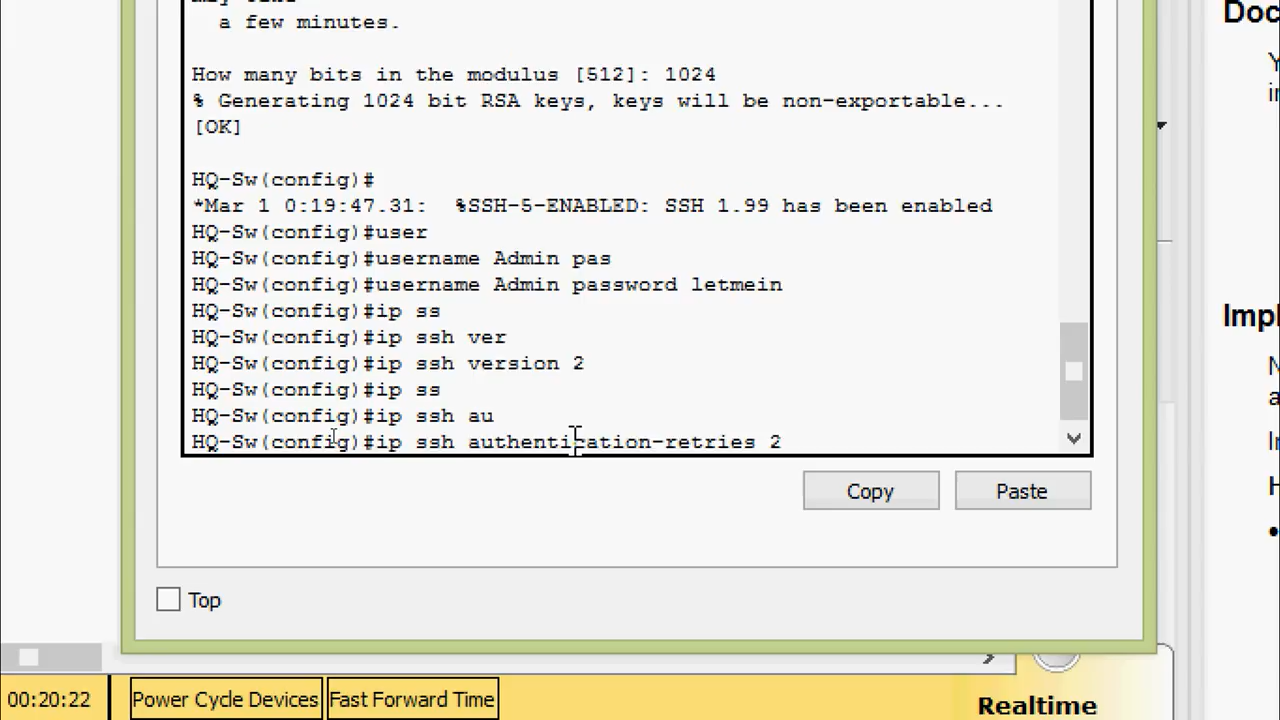 a few minutes.
How many bits in the modulus [512]: 1024
% Generating 1024 bit RSA keys, keys will be non-exportable...
[OK]
HQ-Sw(config)#
*Mar 1 0:19:47.31:  %SSH-5-ENABLED: SSH 1.99 has been enabled
HQ-Sw(config)#user
HQ-Sw(config)#username Admin pas
HQ-Sw(config)#username Admin password letmein
HQ-Sw(config)#ip ss
HQ-Sw(config)#ip ssh ver
HQ-Sw(config)#ip ssh version 2
HQ-Sw(config)#ip ss
HQ-Sw(config)#ip ssh au
HQ-Sw(config)#ip ssh authentication-retries 2
Copy
Paste
Top
00:20:22
Power Cycle Devices
Fast Forward Time
Realtime
Doc
Impl